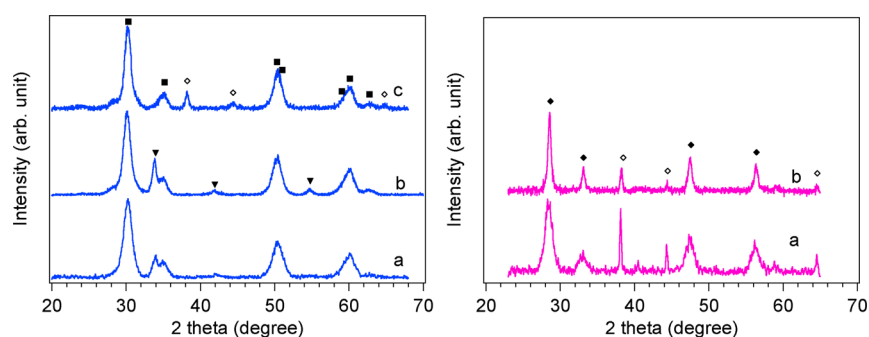 Intensity (arb. unit)
c
b
a
20 30 40 50 60 70
2 theta (degree)
Intensity (arb. unit)
b
a
20 30 40 50 60 70
2 theta (degree)